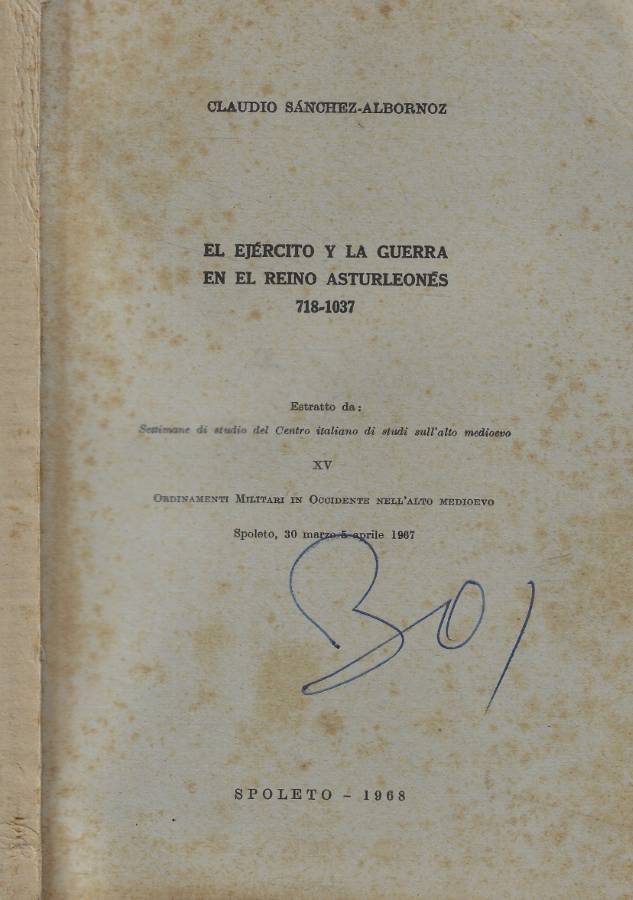 CLAUDIO SÁNCHEZ-ALBORNOZ
EL EJÉRCITO Y LA GUERRA
EN EL REINO ASTURLEONÉS
718-1037
Estratto da:
Settimane di studio del Centro italiano di studi sull'alto medioevo
XV
ORDINAMENTI MILITARI IN OCCIDENTE NELL'ALTO MEDIOEVO
Spoleto, 30 marzo-5 aprile 1967
SPOLETO - 1968